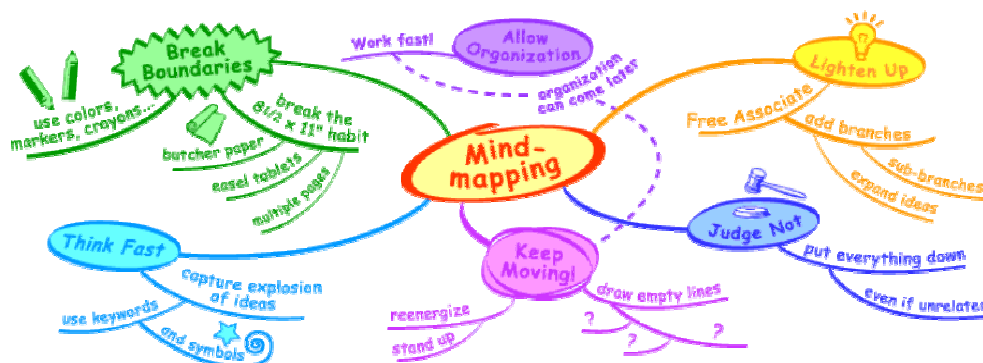 Break
Boundaries
use colors,
markers, crayons...
break the
8 1/2 x 11" habit
butcher paper
easel tablets
multiple pages
Work fast!
Allow
Organization
organization
can come later
Lighten Up
Free Associate
add branches
sub-branches
expand ideas
Mind-
mapping
Think Fast
capture explosion
of ideas
use keywords
and symbols
Keep
Moving!
reenergize
stand up
draw empty lines
?
?
?
?
Judge Not
put everything down
even if unrelated